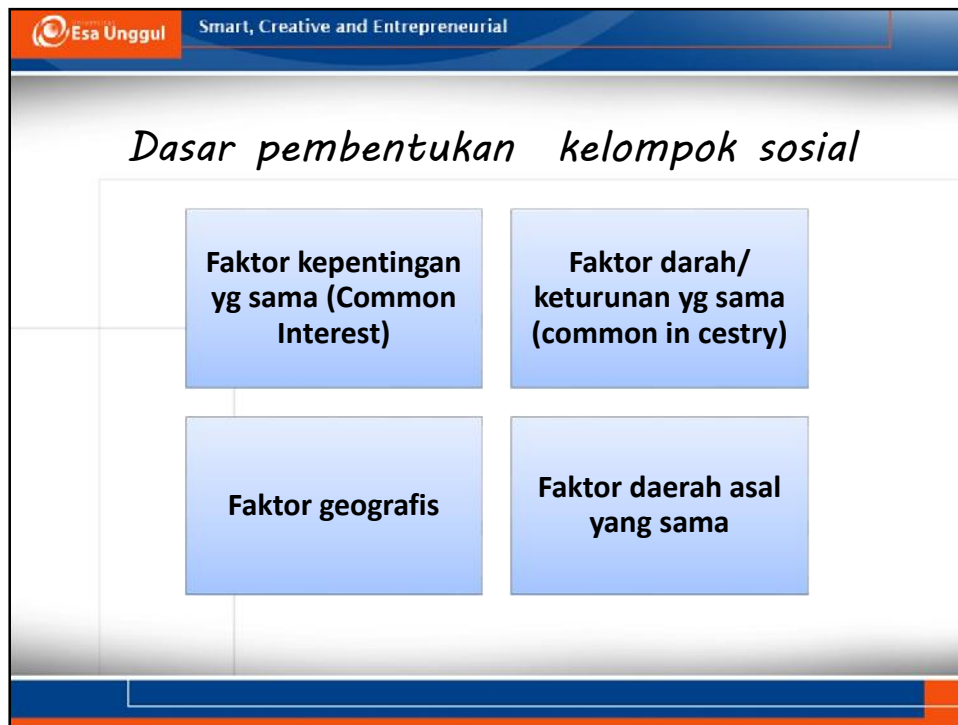 UNIVERSITAS
Esa Unggul
Smart, Creative and Entrepreneurial
Dasar pembentukan kelompok sosial
Faktor kepentingan
yg sama (Common
Interest)
Faktor darah/
keturunan yg sama
(common in cestry)
Faktor geografis
Faktor daerah asal
yang sama